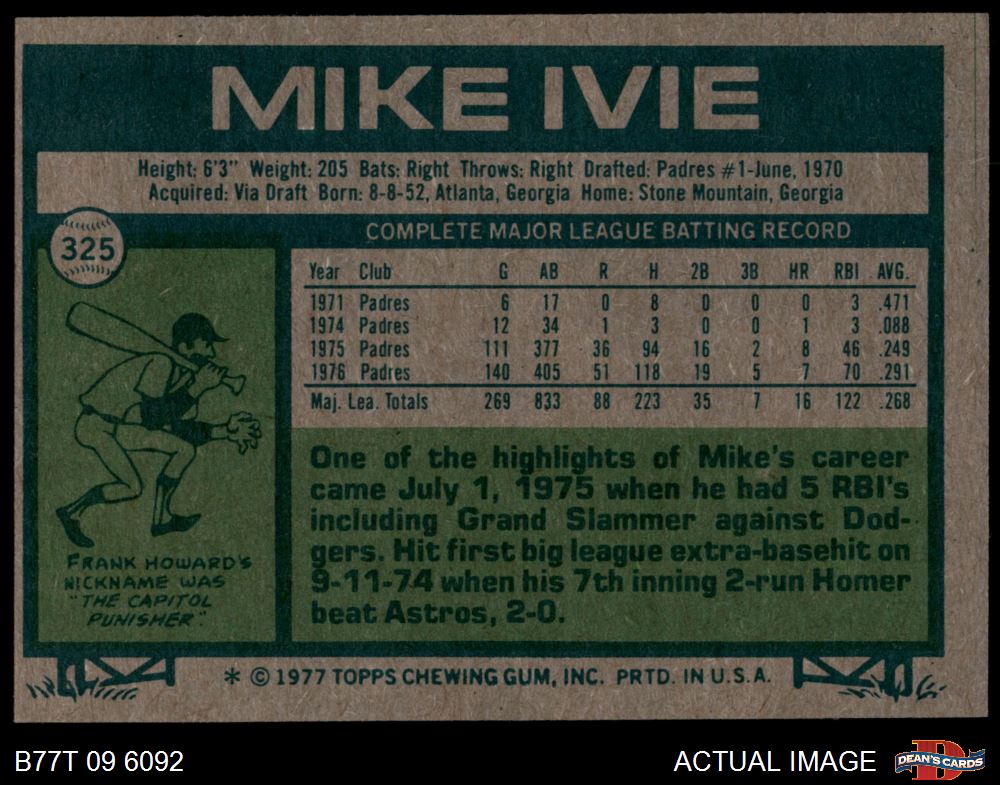 MIKE IVIE
Height: 6'3" Weight: 205 Bats: Right Throws: Right Drafted: Padres #1-June, 1970
Acquired: Via Draft Born: 8-8-52, Atlanta, Georgia Home: Stone Mountain, Georgia
325
COMPLETE MAJOR LEAGUE BATTING RECORD
Year Club G AB R H 2B 3B HR RBI AVG.
1971 Padres 6 17 0 8 0 0 0 3 .471
1974 Padres 12 34 1 3 0 0 1 3 .088
1975 Padres 111 377 36 94 16 2 8 46 .249
1976 Padres 140 405 51 118 19 5 7 70 .291
Maj. Lea. Totals 269 833 88 223 35 7 16 122 .268
One of the highlights of Mike's career
came July 1, 1975 when he had 5 RBI's
including Grand Slammer against Dod-
gers. Hit first big league extra-basehit on
9-11-74 when his 7th inning 2-run Homer
beat Astros, 2-0.
FRANK HOWARD'S
NICKNAME WAS
"THE CAPITOL
PUNISHER."
* © 1977 TOPPS CHEWING GUM, INC. PRTD. IN U.S.A.
B77T 09 6092
ACTUAL IMAGE
DEAN'S CARDS